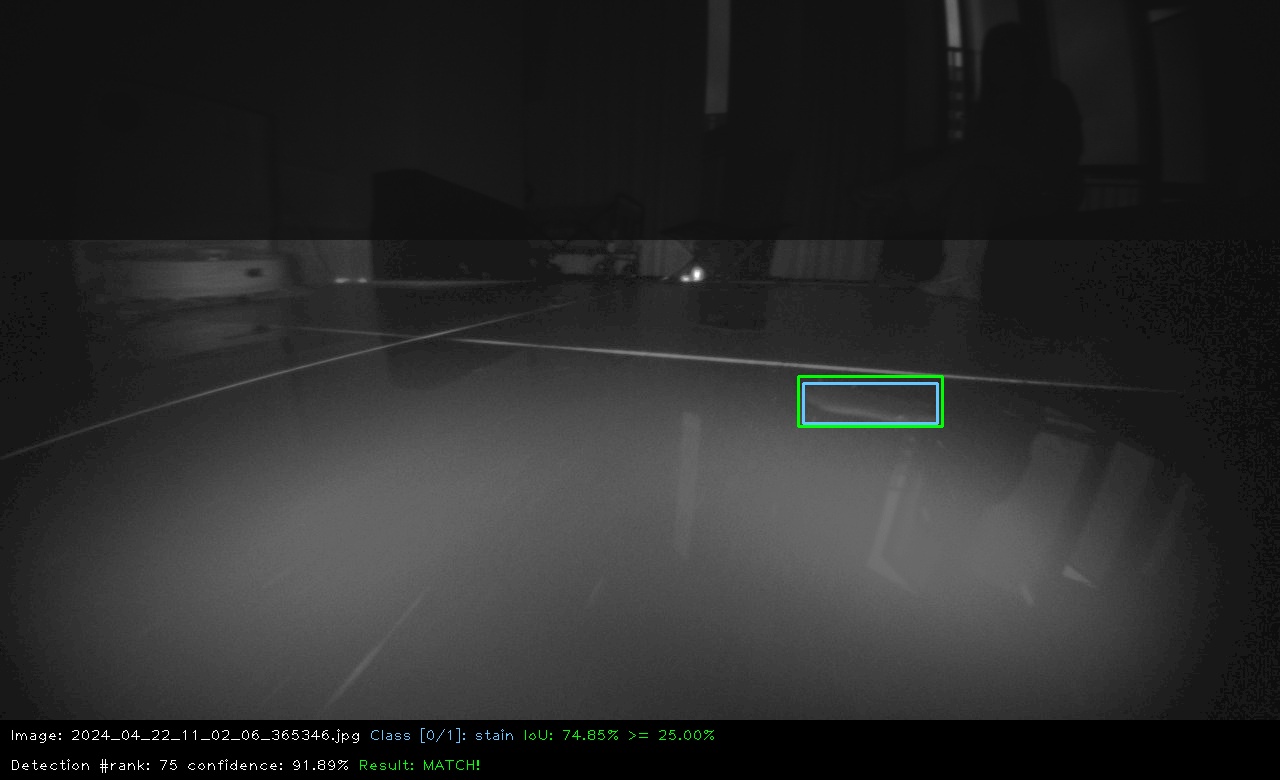 Image: 2024_04_22_11_02_06_365346.jpg Class [0/1]: stain IoU: 74.85% >= 25.00%
Detection #rank: 75 confidence: 91.89% Result: MATCH!